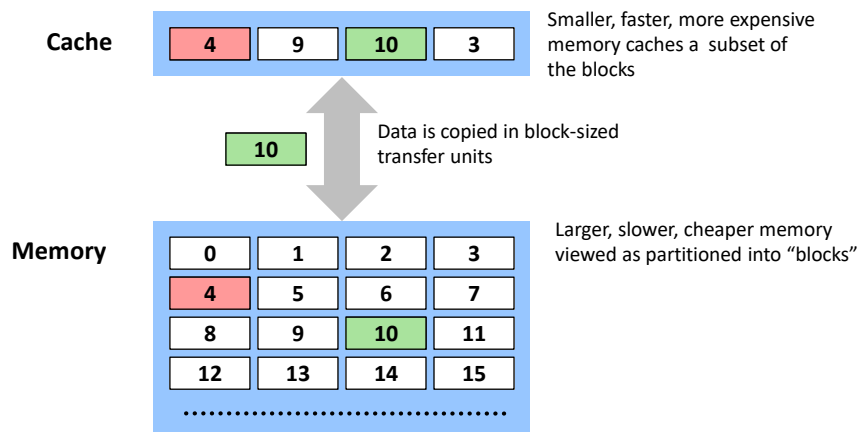 Cache
4 9 10 3
Smaller, faster, more expensive
memory caches a subset of
the blocks
10
Data is copied in block-sized
transfer units
Memory
0 1 2 3
4 5 6 7
8 9 10 11
12 13 14 15
Larger, slower, cheaper memory
viewed as partitioned into “blocks”